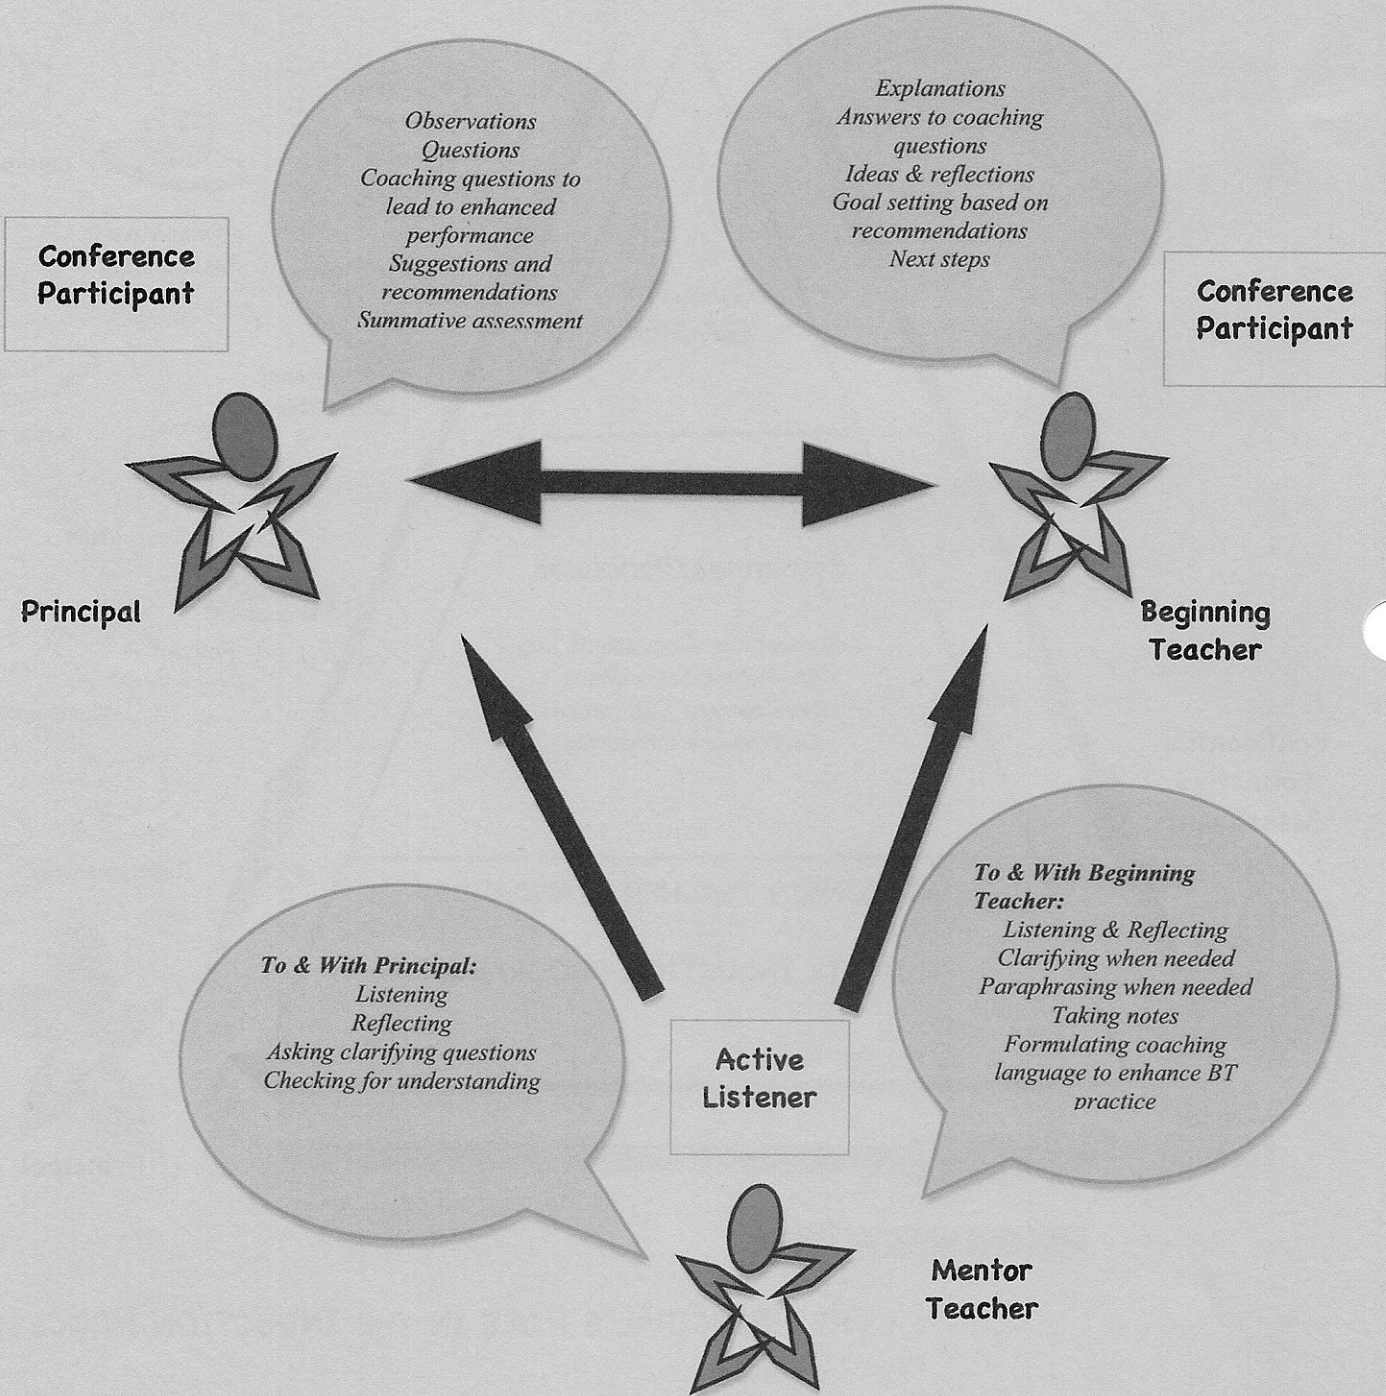 Observations
Questions
Coaching questions to
lead to enhanced
performance
Suggestions and
recommendations
Summative assessment
Explanations
Answers to coaching
questions
Ideas & reflections
Goal setting based on
recommendations
Next steps
Conference
Participant
Conference
Participant
Principal
Beginning
Teacher
To & With Principal:
Listening
Reflecting
Asking clarifying questions
Checking for understanding
To & With Beginning
Teacher:
Listening & Reflecting
Clarifying when needed
Paraphrasing when needed
Taking notes
Formulating coaching
language to enhance BT
practice
Active
Listener
Mentor
Teacher